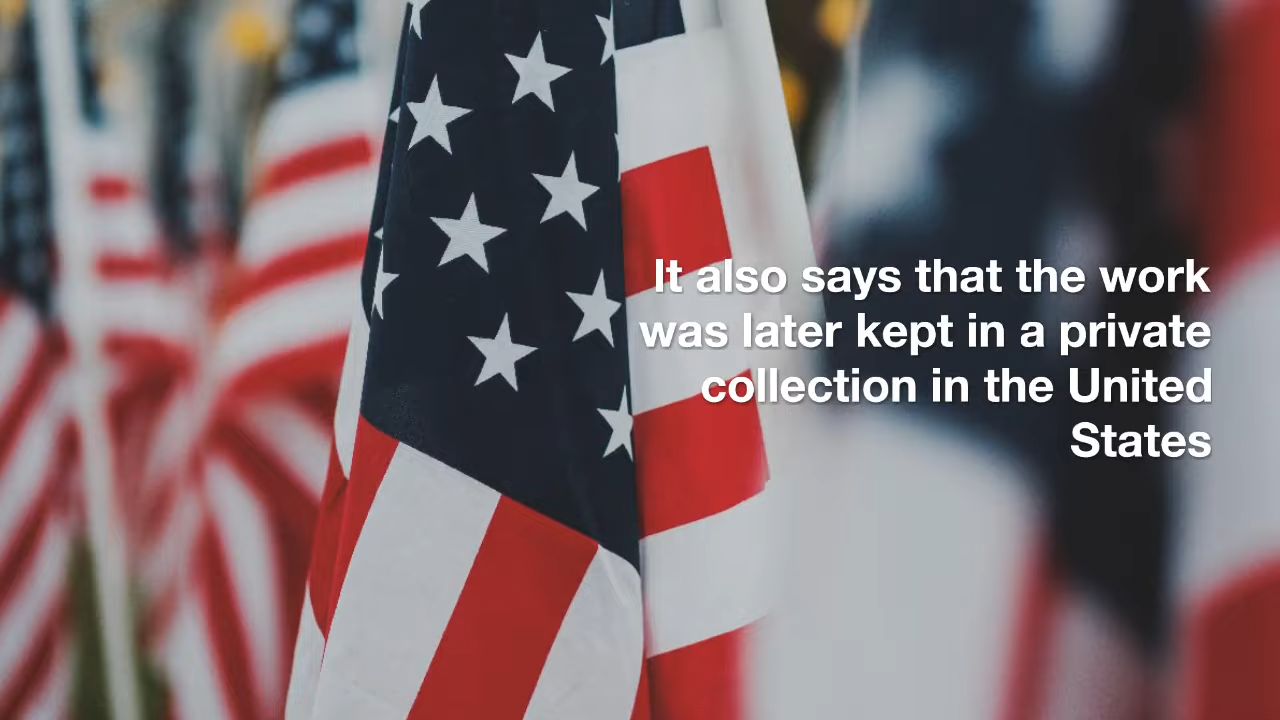 It also says that the work
was later kept in a private
collection in the United
States